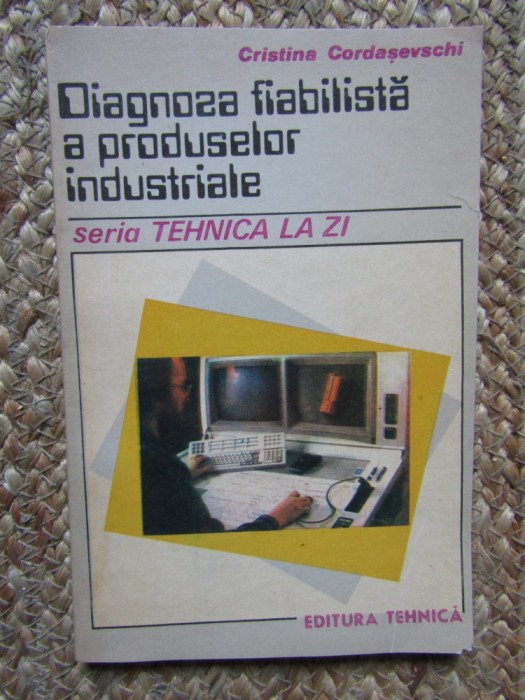 Cristina Cordașevschi
Diagnoza fiabilistă
a produselor
industriale
seria TEHNICA LA ZI
EDITURA TEHNICĂ